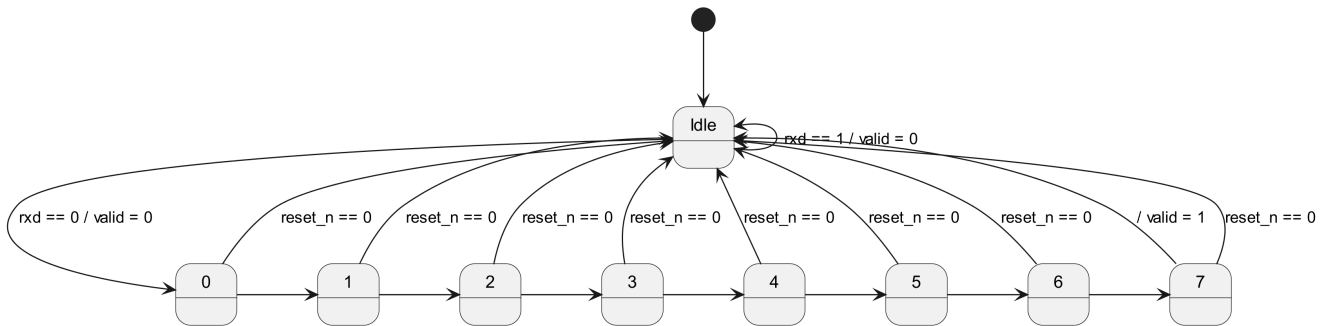 Idle
rxd == 1 / valid = 0
rxd == 0 / valid = 0
reset_n == 0
reset_n == 0
reset_n == 0
reset_n == 0
reset_n == 0
reset_n == 0
reset_n == 0
/ valid = 1
reset_n == 0
0
1
2
3
4
5
6
7